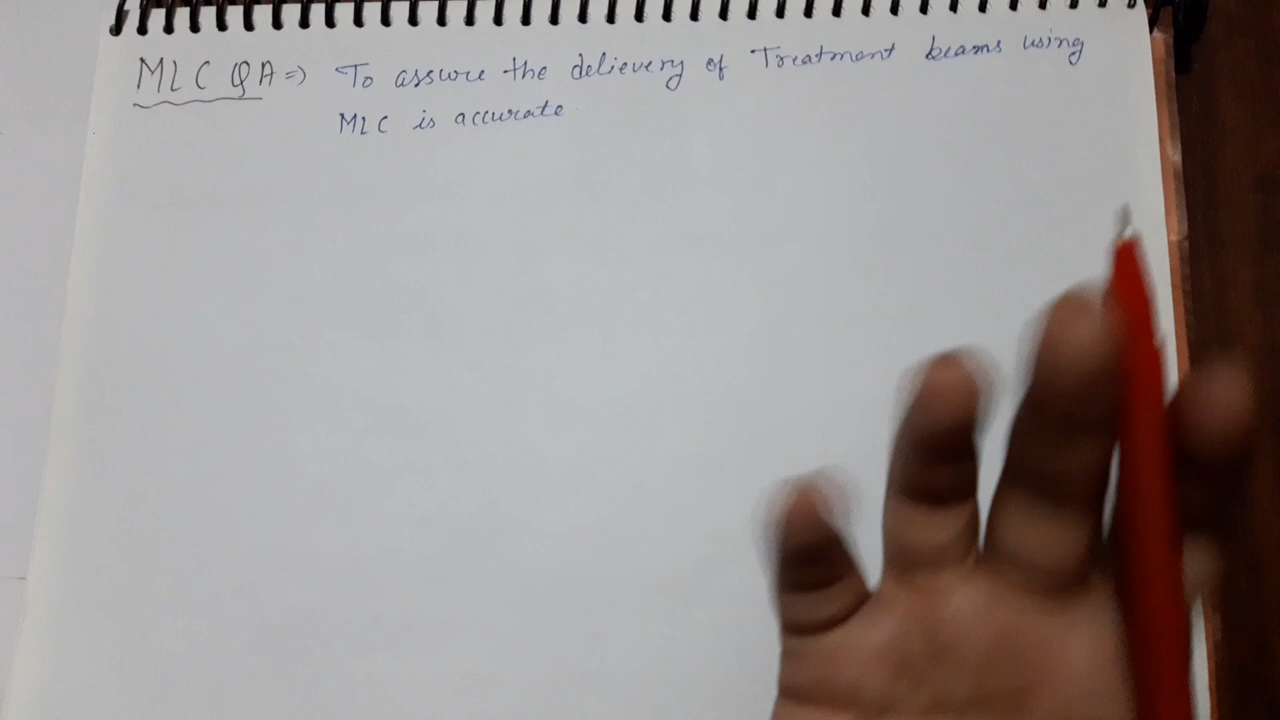 MLC QA => To assure the delievery of Treatment beams using
MLC is accurate